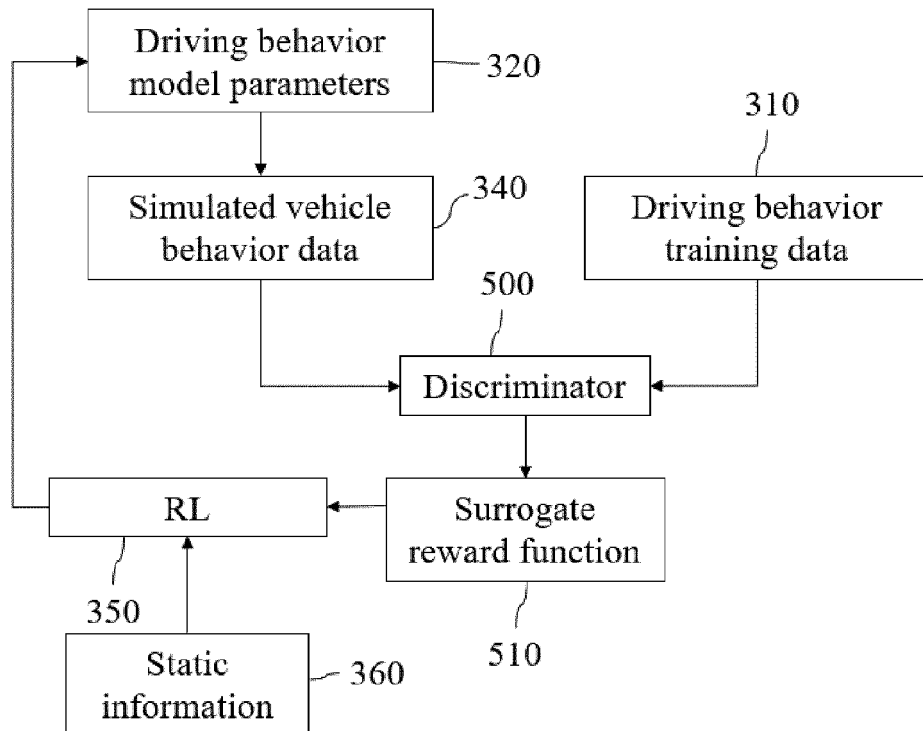 Driving behavior
model parameters
320
310
Simulated vehicle
behavior data
340
Driving behavior
training data
500
Discriminator
RL
Surrogate
reward function
350
510
Static
information
360